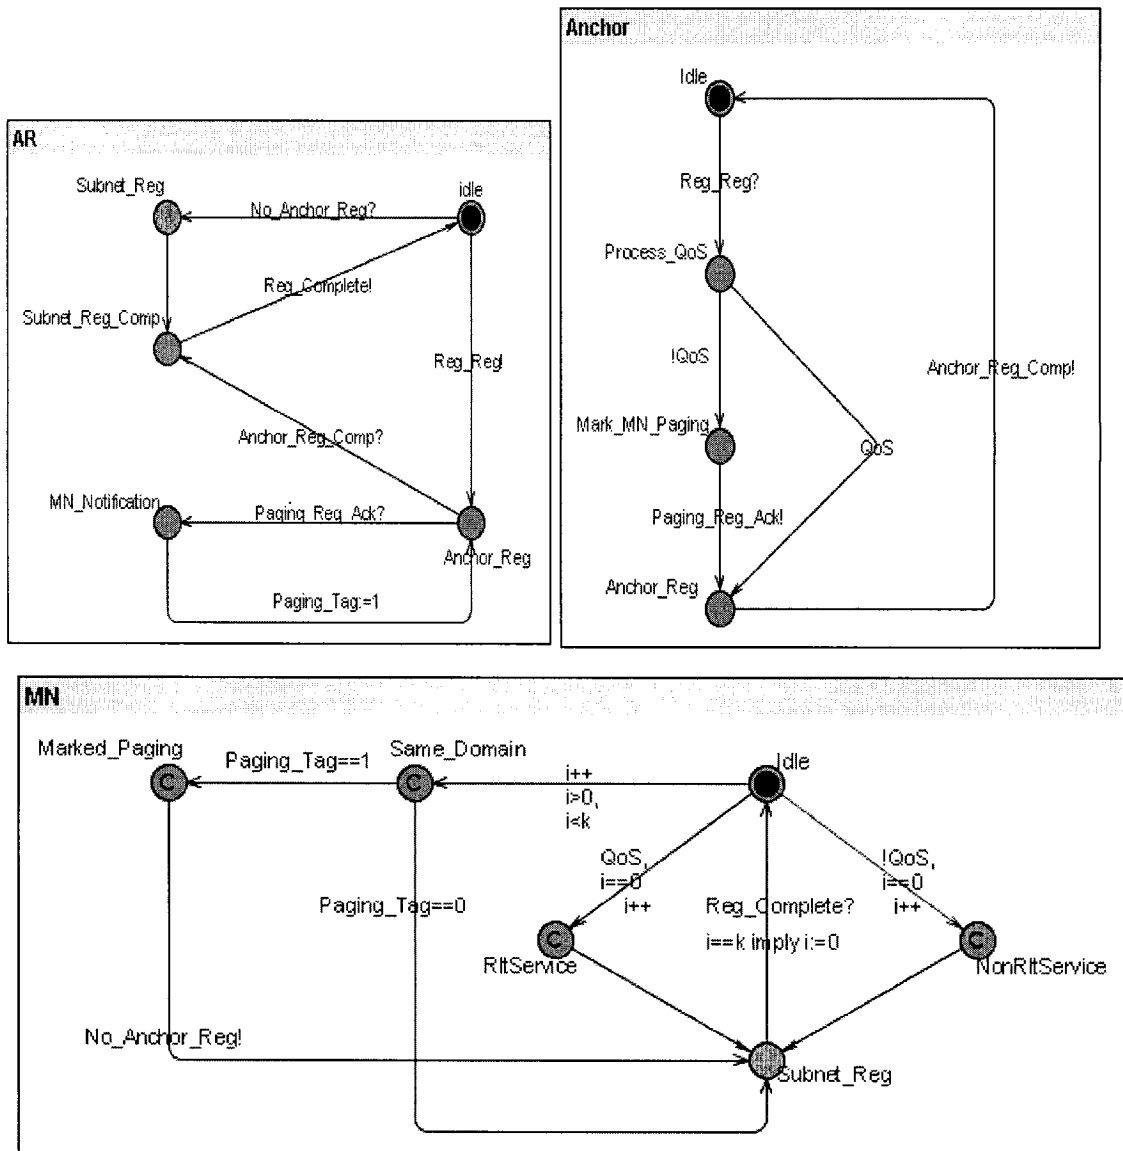 Anchor
Idle
Reg_Reg?
Process_QoS
!QoS
Anchor_Reg_Comp!
Mark_MN_Paging
QoS
Paging_Reg_Ack!
Anchor_Reg
AR
Subnet_Reg
idle
No_Anchor_Reg?
Reg_Complete!
Subnet_Reg_Comp
Reg_Reg!
Anchor_Reg_Comp?
MN_Notification
Paging_Reg_Ack?
Anchor_Reg
Paging_Tag:=1
MN
Marked_Paging
Paging_Tag==1
Same_Domain
i++
i>0,
i<k
Idle
QoS,
i==0
i++
!QoS,
i==0
i++
Paging_Tag==0
Reg_Complete?
i==k imply i:=0
C
C
C
C
RltService
NonRltService
No_Anchor_Reg!
Subnet_Reg